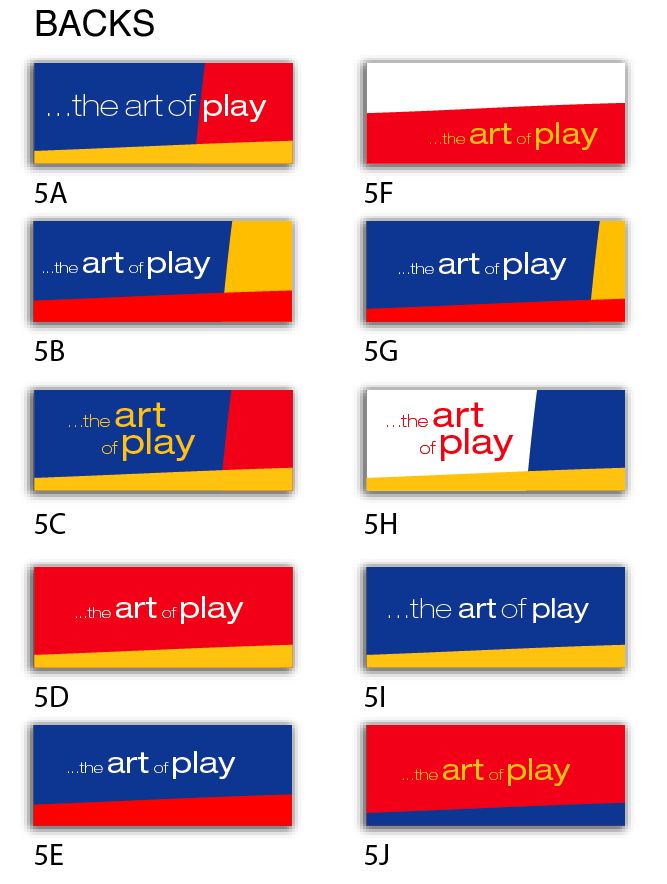 BACKS
...the art of play
5A
...the art of play
5F
...the art of play
5B
...the art of play
5G
...the art
of play
5C
...the art
of play
5H
...the art of play
5D
...the art of play
5I
...the art of play
5E
...the art of play
5J